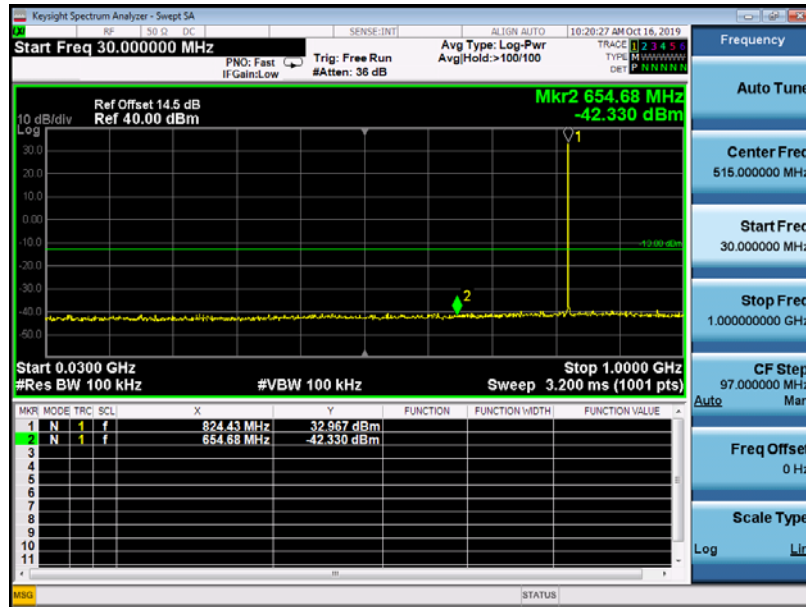 Keysight Spectrum Analyzer - Swept SA
RF 50 Ω DC SENSE:INT ALIGN AUTO 10:20:27 AM Oct 16, 2019
Start Freq 30.000000 MHz
PNO: Fast
IFGain:Low
Trig: Free Run
#Atten: 36 dB
Avg Type: Log-Pwr
Avg|Hold:>100/100
TRACE 1 2 3 4 5 6
TYPE M WWWWW
DET P N N N N N
Ref Offset 14.5 dB
10 dB/div Ref 40.00 dBm
Log
Mkr2 654.68 MHz
-42.330 dBm
30.0
20.0
10.0
0.00
-10.0
-20.0
-30.0
-40.0
-50.0
1
2
-13.00 dBm
Start 0.0300 GHz Stop 1.0000 GHz
#Res BW 100 kHz #VBW 100 kHz Sweep 3.200 ms (1001 pts)
MKR MODE TRC SCL X Y FUNCTION FUNCTION WIDTH FUNCTION VALUE
1 N 1 f 824.43 MHz 32.967 dBm
2 N 1 f 654.68 MHz -42.330 dBm
3
4
5
6
7
8
9
10
11
MSG STATUS
Frequency
Auto Tune
Center Freq
515.000000 MHz
Start Freq
30.000000 MHz
Stop Freq
1.000000000 GHz
CF Step
97.000000 MHz
Auto Man
Freq Offset
0 Hz
Scale Type
Log Lin